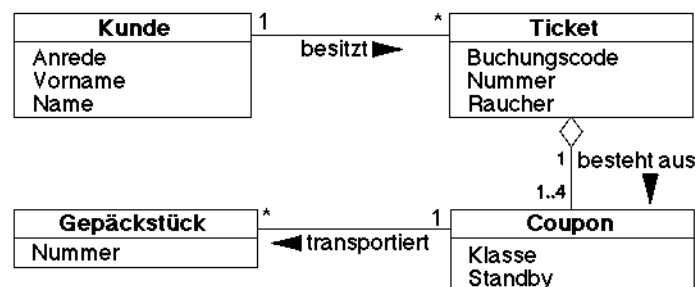 Kunde
Anrede
Vorname
Name
1
besitzt
*
Ticket
Buchungscode
Nummer
Raucher
1
besteht aus
1..4
Gepäckstück
Nummer
*
transportiert
1
Coupon
Klasse
Standby